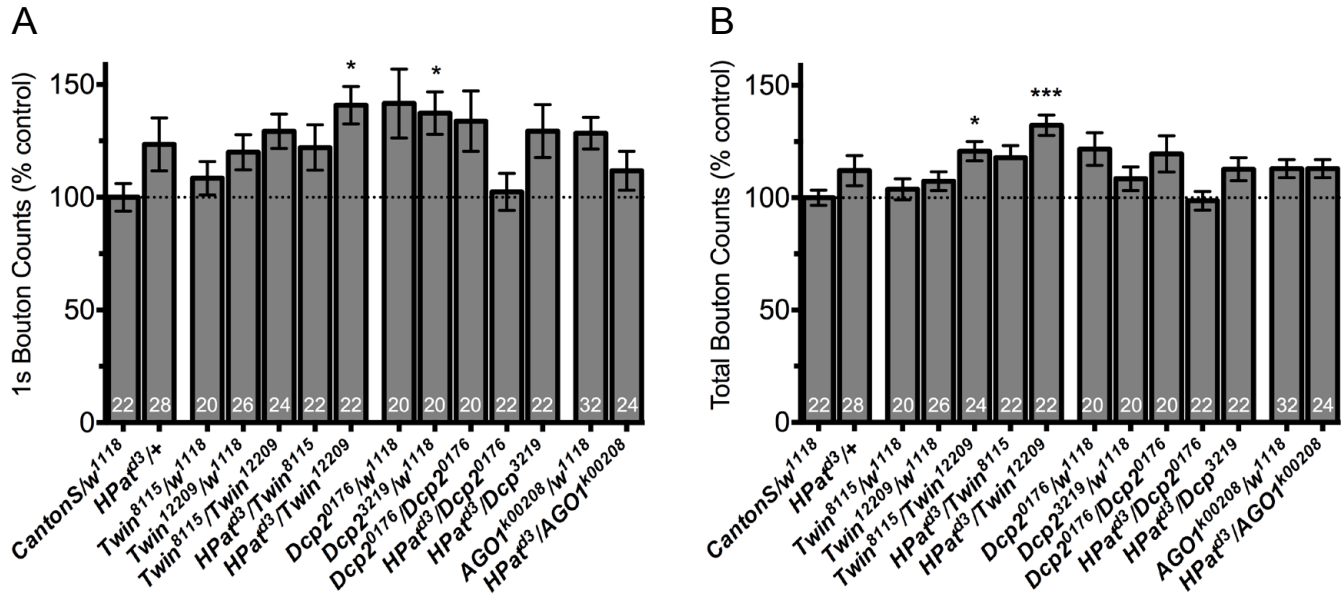 A
1s Bouton Counts (% control)
150
100
50
0
* *
22 28 20 26 24 22 22 20 20 20 22 22 32 24
CantonS/w1118
HPatd3/+
Twin8115/w1118
Twin12209/w1118
Twin8115/Twin12209
HPatd3/Twin8115
HPatd3/Twin12209
Dcp20176/w1118
Dcp23219/w1118
Dcp20176/Dcp20176
HPatd3/Dcp20176
HPatd3/Dcp3219
AGO1k00208/w1118
HPatd3/AGO1k00208
B
Total Bouton Counts (% control)
150
100
50
0
* ***
22 28 20 26 24 22 22 20 20 20 22 22 32 24
CantonS/w1118
HPatd3/+
Twin8115/w1118
Twin12209/w1118
Twin8115/Twin12209
HPatd3/Twin8115
HPatd3/Twin12209
Dcp20176/w1118
Dcp23219/w1118
Dcp20176/Dcp20176
HPatd3/Dcp20176
HPatd3/Dcp3219
AGO1k00208/w1118
HPatd3/AGO1k00208